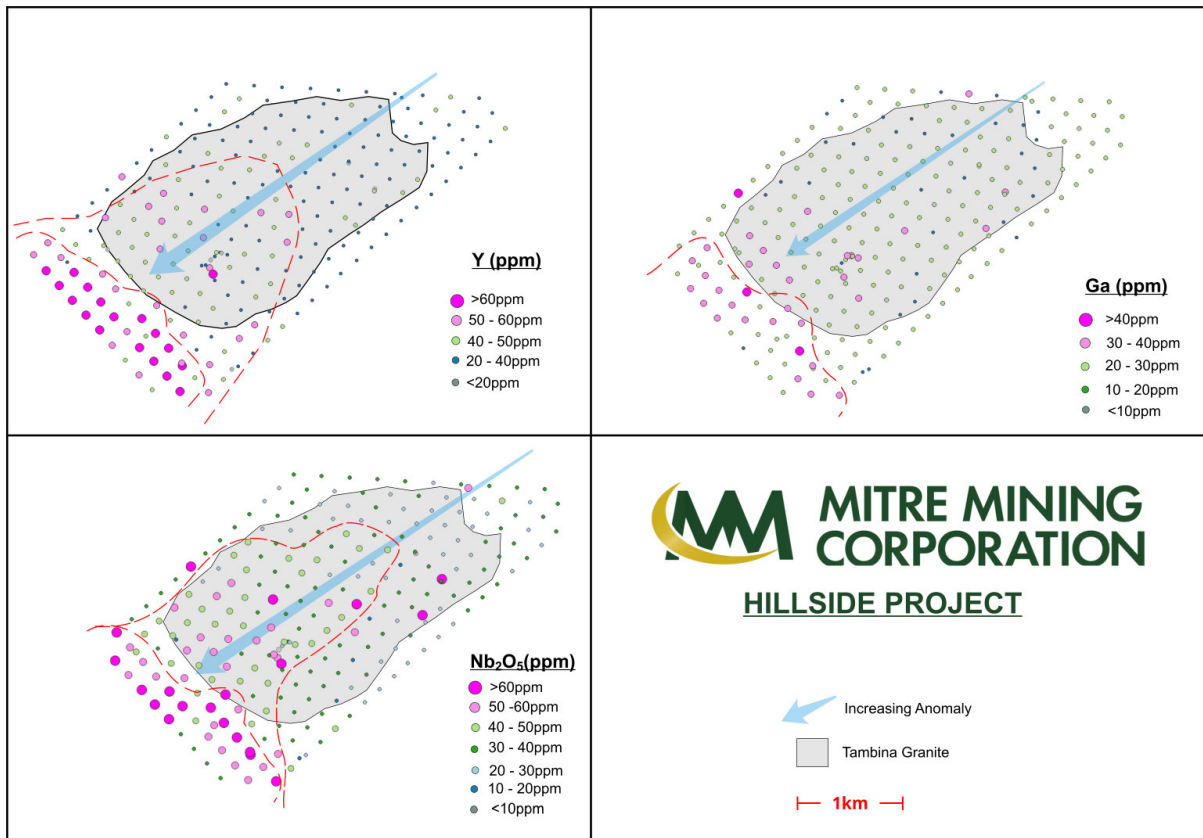 Y (ppm)
>60ppm
50 - 60ppm
40 - 50ppm
20 - 40ppm
<20ppm
Ga (ppm)
>40ppm
30 - 40ppm
20 - 30ppm
10 - 20ppm
<10ppm
Nb₂O₅(ppm)
>60ppm
50 -60ppm
40 - 50ppm
30 - 40ppm
20 - 30ppm
10 - 20ppm
<10ppm
MITRE MINING
CORPORATION
HILLSIDE PROJECT
Increasing Anomaly
Tambina Granite
1km